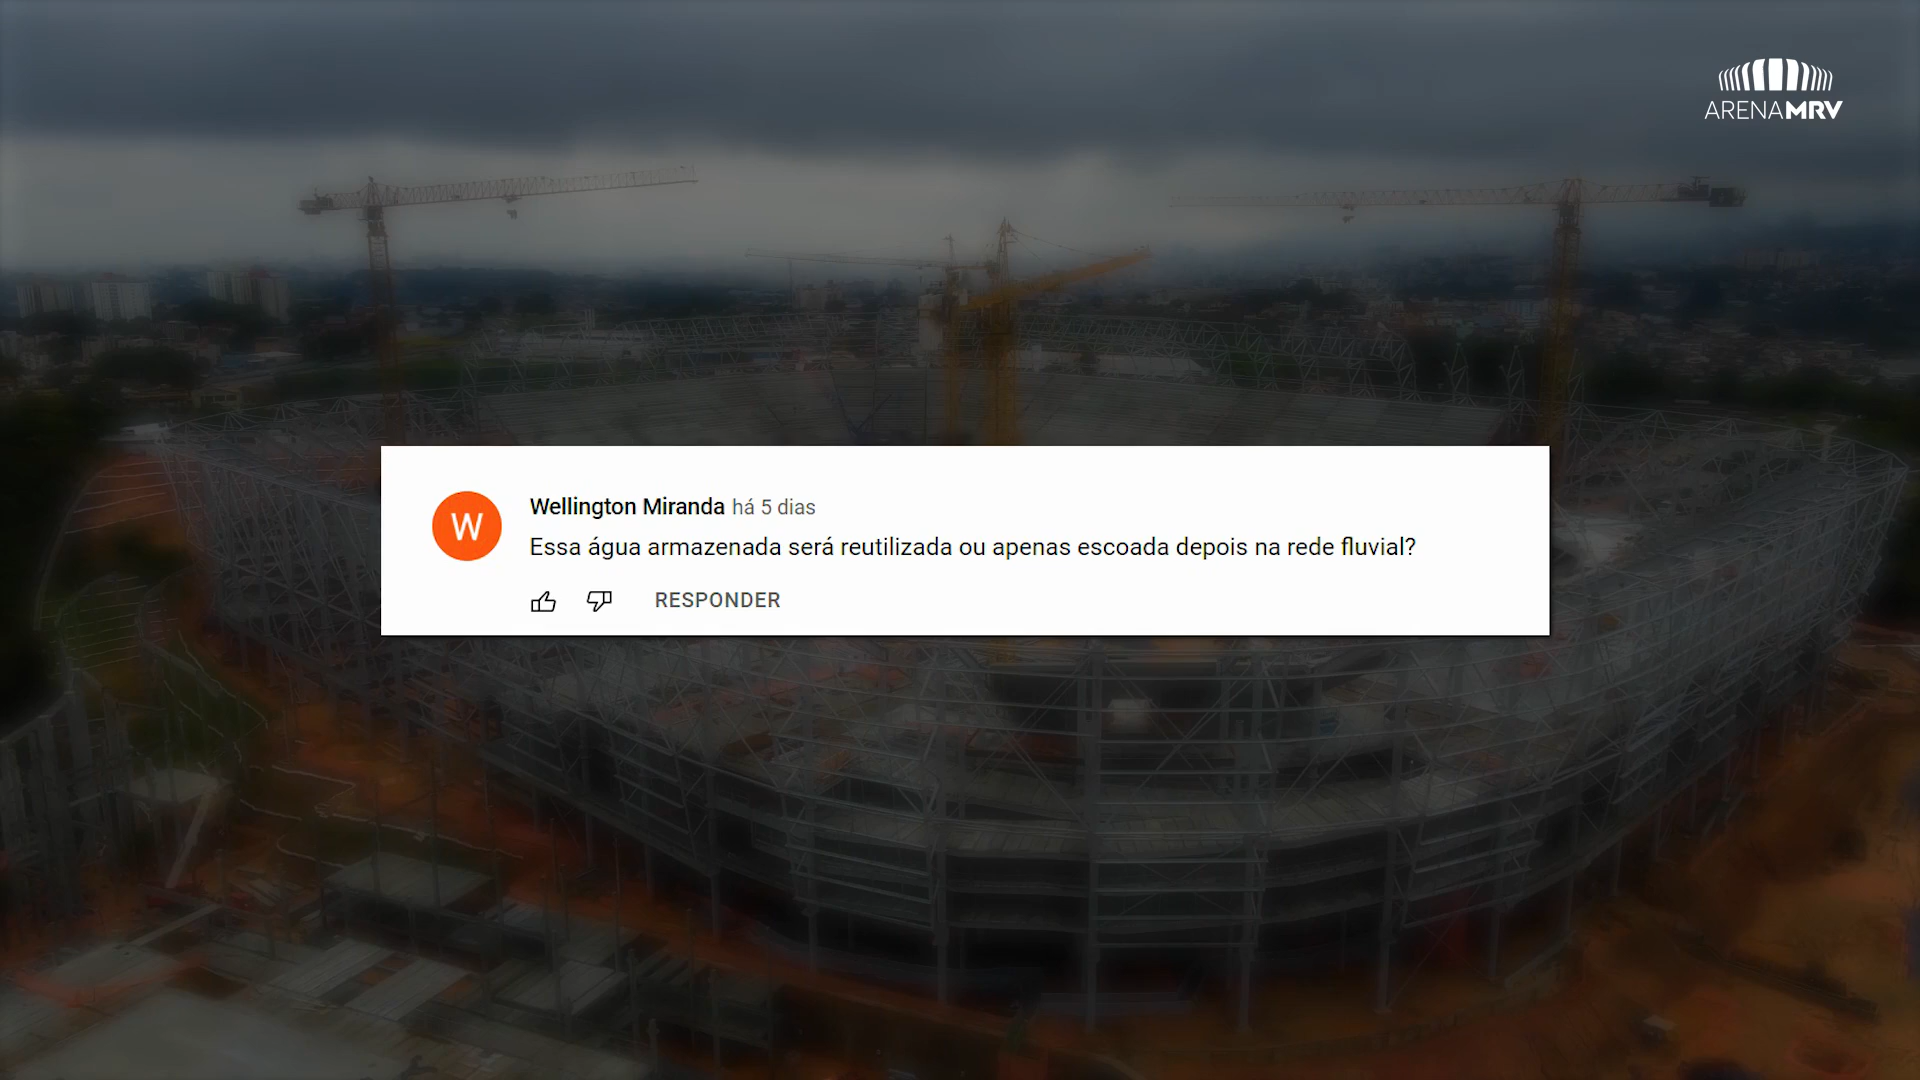 ARENAMRV
W
Wellington Miranda há 5 dias
Essa água armazenada será reutilizada ou apenas escoada depois na rede fluvial?
RESPONDER